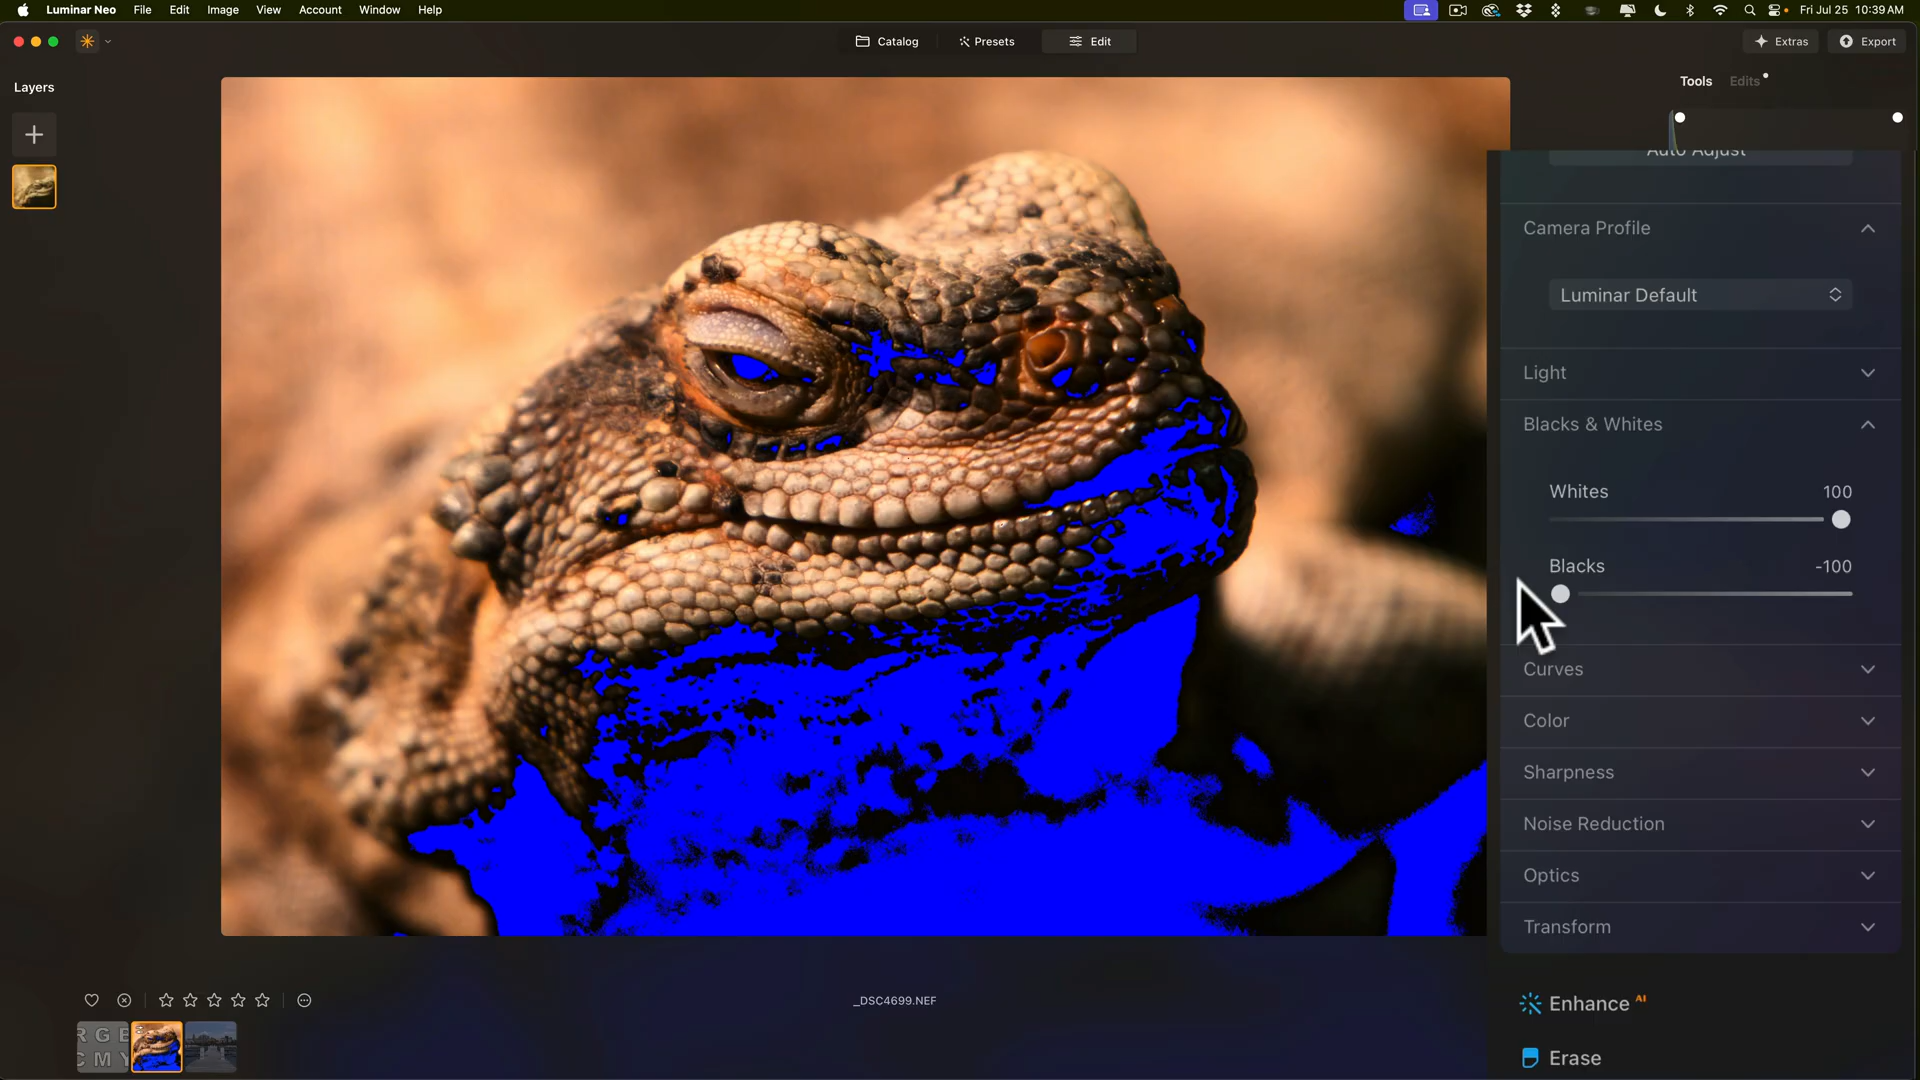 Luminar Neo File Edit Image View Account Window Help Fri Jul 25 10:39 AM
Catalog Presets Edit Extras Export
Layers
Tools Edits
Auto Adjust
Camera Profile
Luminar Default
Light
Blacks & Whites
Whites 100
Blacks -100
Curves
Color
Sharpness
Noise Reduction
Optics
Transform
_DSC4699.NEF
Enhance AI
Erase
R G B
C M Y